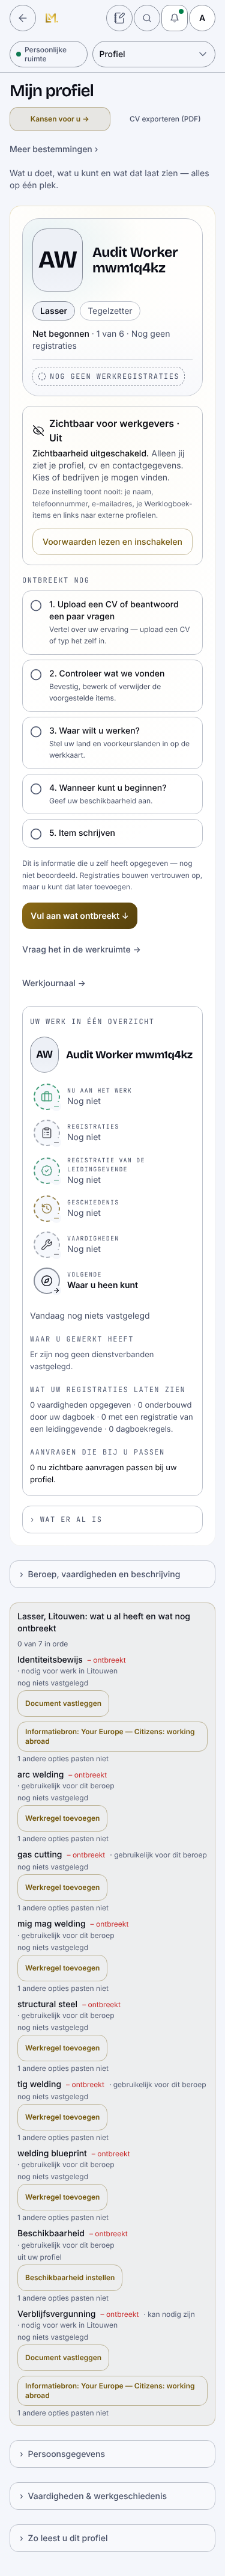 A
Persoonlijke
ruimte
Profiel
Mijn profiel
Kansen voor u →
CV exporteren (PDF)
Meer bestemmingen ›
Wat u doet, wat u kunt en wat dat laat zien — alles
op één plek.
AW
Audit Worker
mwm1q4kz
Lasser
Tegelzetter
Net begonnen · 1 van 6 · Nog geen
registraties
NOG GEEN WERKREGISTRATIES
Zichtbaar voor werkgevers ·
Uit
Zichtbaarheid uitgeschakeld. Alleen jij
ziet je profiel, cv en contactgegevens.
Kies of bedrijven je mogen vinden.
Deze instelling toont nooit: je naam,
telefoonnummer, e-mailadres, je Werklogboek-
items en links naar externe profielen.
Voorwaarden lezen en inschakelen
ONTBREEKT NOG
1. Upload een CV of beantwoord
een paar vragen
Vertel over uw ervaring — upload een CV
of typ het zelf in.
2. Controleer wat we vonden
Bevestig, bewerk of verwijder de
voorgestelde items.
3. Waar wilt u werken?
Stel uw land en voorkeurslanden in op de
werkkaart.
4. Wanneer kunt u beginnen?
Geef uw beschikbaarheid aan.
5. Item schrijven
Dit is informatie die u zelf heeft opgegeven — nog
niet beoordeeld. Registraties bouwen vertrouwen op,
maar u kunt dat later toevoegen.
Vul aan wat ontbreekt ↓
Vraag het in de werkruimte →
Werkjournaal →
UW WERK IN ÉÉN OVERZICHT
AW
Audit Worker mwm1q4kz
NU AAN HET WERK
Nog niet
REGISTRATIES
Nog niet
REGISTRATIE VAN DE
LEIDINGGEVENDE
Nog niet
GESCHIEDENIS
Nog niet
VAARDIGHEDEN
Nog niet
VOLGENDE
Waar u heen kunt
Vandaag nog niets vastgelegd
WAAR U GEWERKT HEEFT
Er zijn nog geen dienstverbanden
vastgelegd.
WAT UW REGISTRATIES LATEN ZIEN
0 vaardigheden opgegeven · 0 onderbouwd
door uw dagboek · 0 met een registratie van
een leidinggevende · 0 dagboekregels.
AANVRAGEN DIE BIJ U PASSEN
0 nu zichtbare aanvragen passen bij uw
profiel.
› WAT ER AL IS
› Beroep, vaardigheden en beschrijving
Lasser, Litouwen: wat u al heeft en wat nog
ontbreekt
0 van 7 in orde
Identiteitsbewijs – ontbreekt
· nodig voor werk in Litouwen
nog niets vastgelegd
Document vastleggen
Informatiebron: Your Europe — Citizens: working
abroad
1 andere opties pasten niet
arc welding – ontbreekt
· gebruikelijk voor dit beroep
nog niets vastgelegd
Werkregel toevoegen
1 andere opties pasten niet
gas cutting – ontbreekt · gebruikelijk voor dit beroep
nog niets vastgelegd
Werkregel toevoegen
1 andere opties pasten niet
mig mag welding – ontbreekt
· gebruikelijk voor dit beroep
nog niets vastgelegd
Werkregel toevoegen
1 andere opties pasten niet
structural steel – ontbreekt
· gebruikelijk voor dit beroep
nog niets vastgelegd
Werkregel toevoegen
1 andere opties pasten niet
tig welding – ontbreekt · gebruikelijk voor dit beroep
nog niets vastgelegd
Werkregel toevoegen
1 andere opties pasten niet
welding blueprint – ontbreekt
· gebruikelijk voor dit beroep
nog niets vastgelegd
Werkregel toevoegen
1 andere opties pasten niet
Beschikbaarheid – ontbreekt
· gebruikelijk voor dit beroep
uit uw profiel
Beschikbaarheid instellen
1 andere opties pasten niet
Verblijfsvergunning – ontbreekt · kan nodig zijn
· nodig voor werk in Litouwen
nog niets vastgelegd
Document vastleggen
Informatiebron: Your Europe — Citizens: working
abroad
1 andere opties pasten niet
› Persoonsgegevens
› Vaardigheden & werkgeschiedenis
› Zo leest u dit profiel